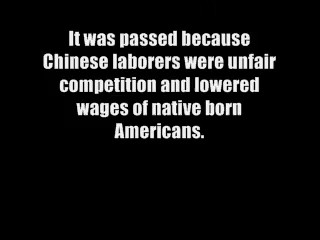 It was passed because
Chinese laborers were unfair
competition and lowered
wages of native born
Americans.